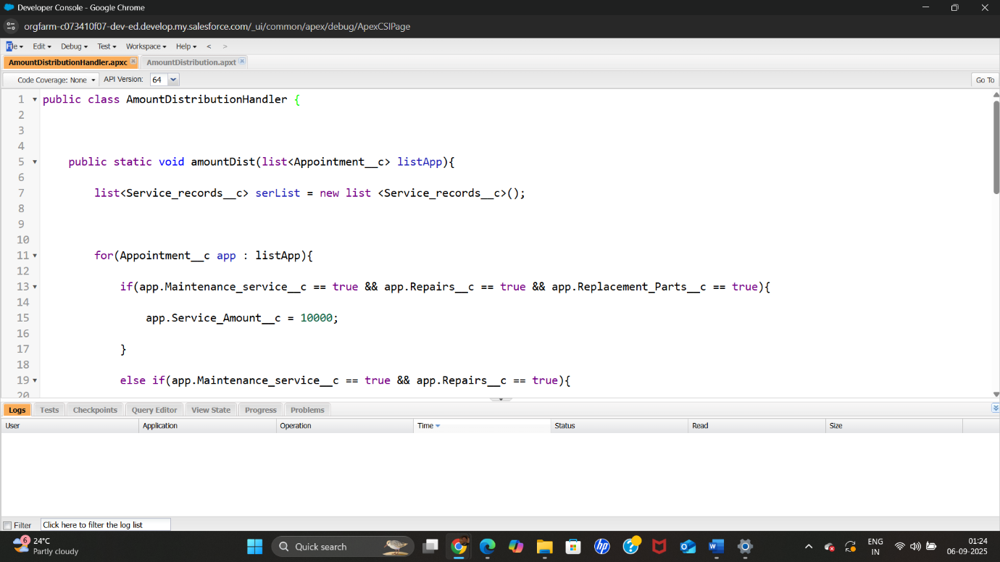 Developer Console - Google Chrome
orgfarm-c073410f07-dev-ed.develop.my.salesforce.com/_ui/common/apex/debug/ApexCSIPage
File Edit Debug Test Workspace Help < >
AmountDistributionHandler.apxc AmountDistribution.apxt
Code Coverage: None API Version: 64 Go To
1 public class AmountDistributionHandler {
2
3
4
5 public static void amountDist(list<Appointment__c> listApp){
6
7 list<Service_records__c> serList = new list <Service_records__c>();
8
9
10
11 for(Appointment__c app : listApp){
12
13 if(app.Maintenance_service__c == true && app.Repairs__c == true && app.Replacement_Parts__c == true){
14
15 app.Service_Amount__c = 10000;
16
17 }
18
19 else if(app.Maintenance_service__c == true && app.Repairs__c == true){
20
Logs Tests Checkpoints Query Editor View State Progress Problems
User Application Operation Time Status Read Size
Filter Click here to filter the log list
6 24°C
Partly cloudy
Quick search
ENG
IN
01:24
06-09-2025